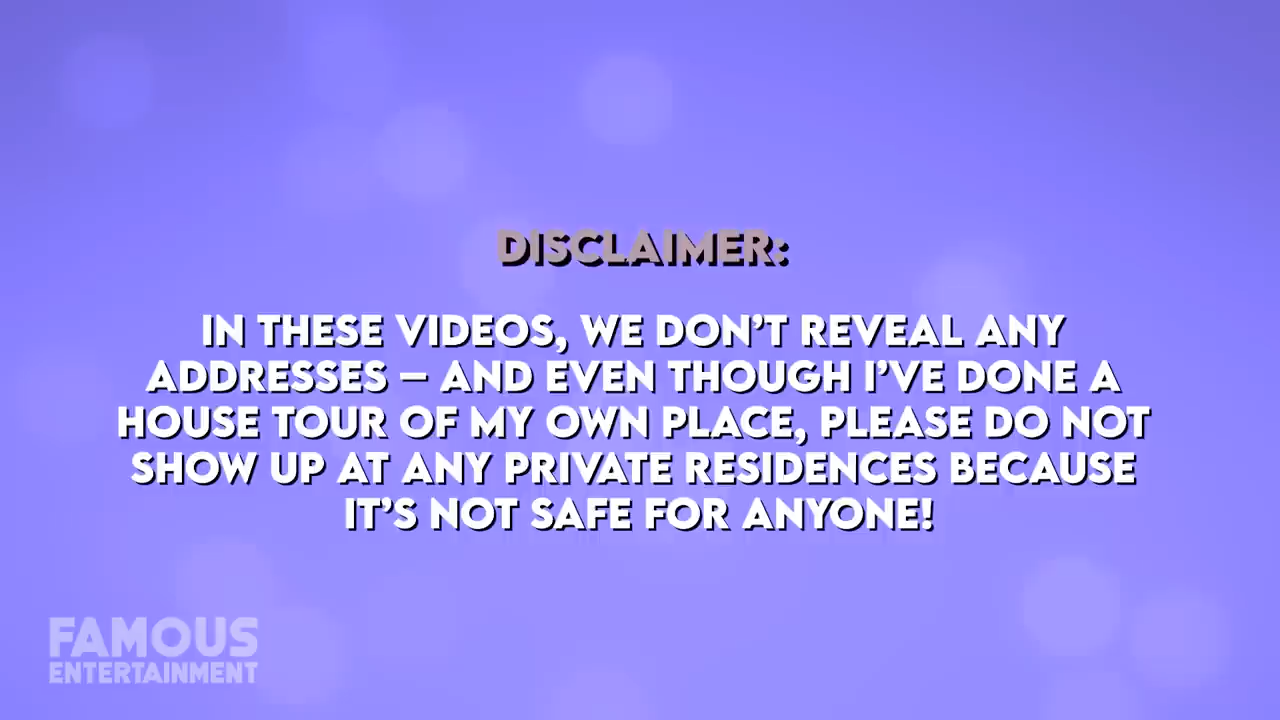 DISCLAIMER:
IN THESE VIDEOS, WE DON'T REVEAL ANY
ADDRESSES – AND EVEN THOUGH I'VE DONE A
HOUSE TOUR OF MY OWN PLACE, PLEASE DO NOT
SHOW UP AT ANY PRIVATE RESIDENCES BECAUSE
IT'S NOT SAFE FOR ANYONE!
FAMOUS
ENTERTAINMENT